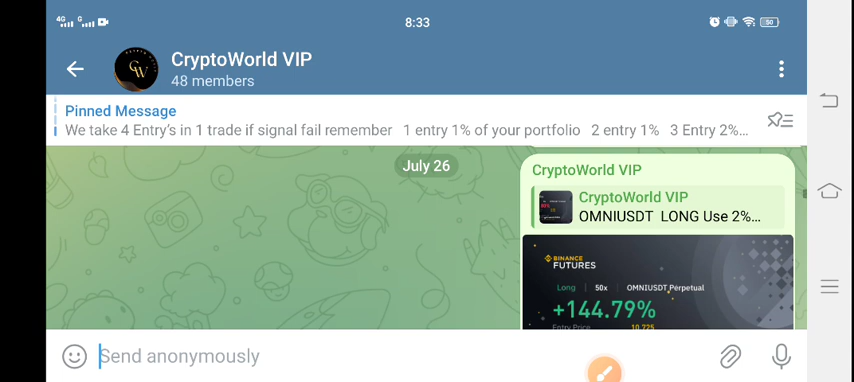 4G G 8:33 50
GW
CryptoWorld VIP
48 members
Pinned Message
We take 4 Entry's in 1 trade if signal fail remember 1 entry 1% of your portfolio 2 entry 1% 3 Entry 2%...
July 26
CryptoWorld VIP
CryptoWorld VIP
OMNIUSDT LONG Use 2%...
BINANCE
FUTURES
Long 50x OMNIUSDT Perpetual
+144.79%
Entry Price 10.725
Send anonymously